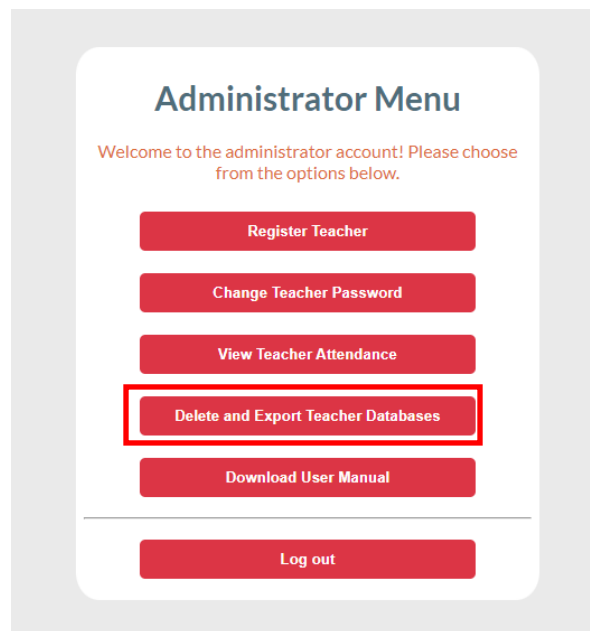 Administrator Menu
Welcome to the administrator account! Please choose
from the options below.
Register Teacher
Change Teacher Password
View Teacher Attendance
Delete and Export Teacher Databases
Download User Manual
Log out